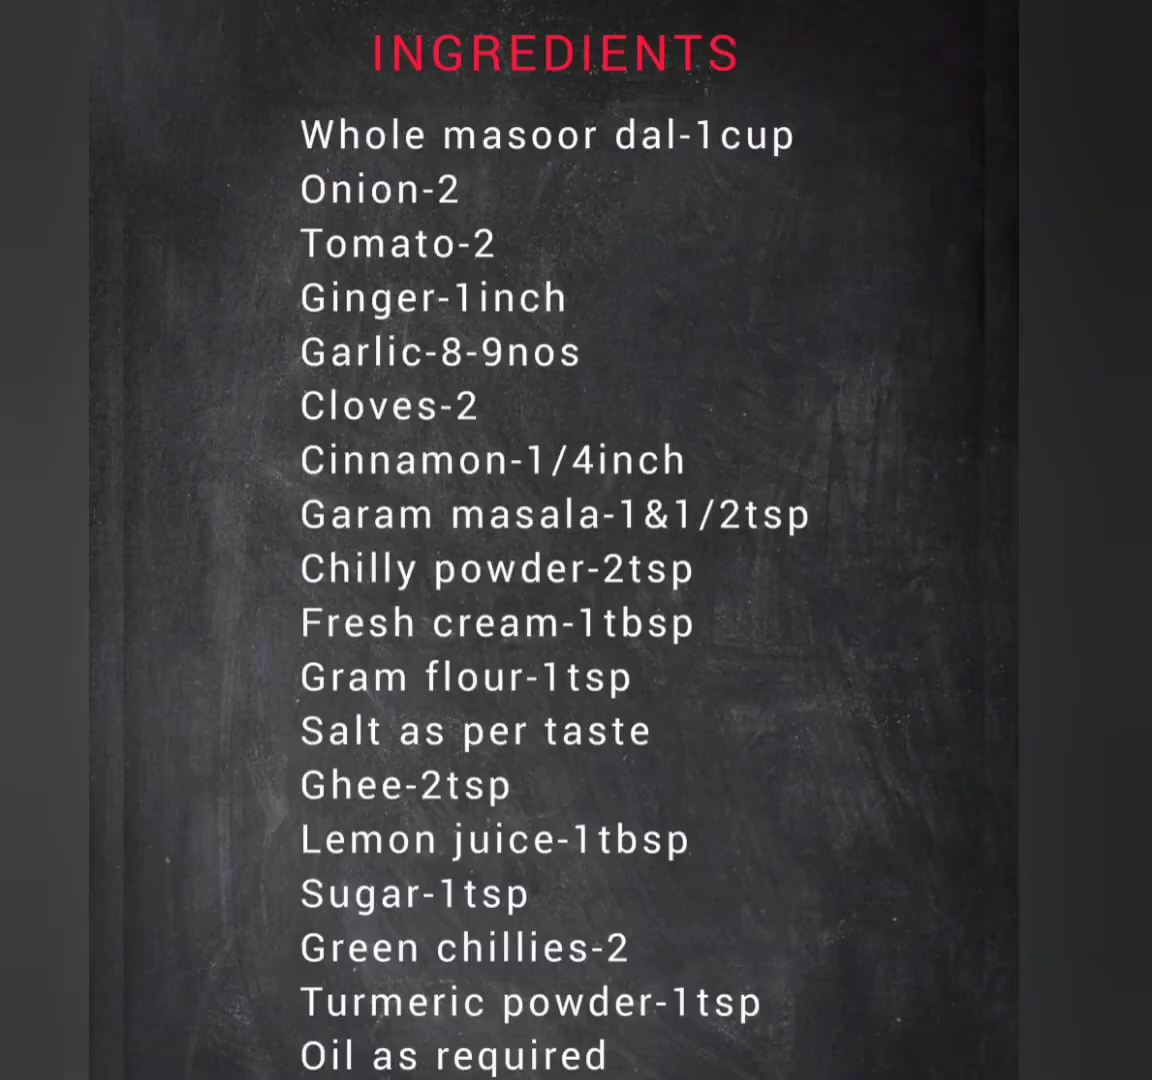 INGREDIENTS
Whole masoor dal-1cup
Onion-2
Tomato-2
Ginger-1inch
Garlic-8-9nos
Cloves-2
Cinnamon-1/4inch
Garam masala-1&1/2tsp
Chilly powder-2tsp
Fresh cream-1tbsp
Gram flour-1tsp
Salt as per taste
Ghee-2tsp
Lemon juice-1tbsp
Sugar-1tsp
Green chillies-2
Turmeric powder-1tsp
Oil as required